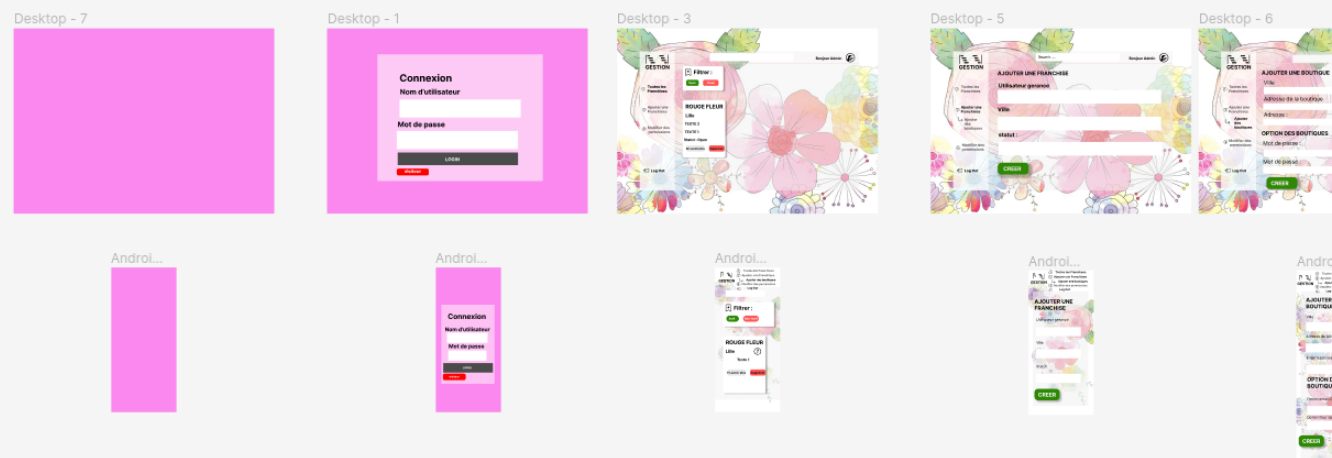 Desktop - 7
Desktop - 1
Desktop - 3
Desktop - 5
Desktop - 6
Connexion
Nom d'utilisateur
Mot de passe
LOGIN
visiteur
GESTION
Bonjour Admin
Filtrer :
Toutes les
Franchises
Ajouter une
Franchises
Modifier des
permissions
Log Out
ROUGE FLEUR
Lille
TEXTE 2
TEXTE 1
GESTION
Search ...
Bonjour Admin
AJOUTER UNE FRANCHISE
Utilisateur gerance
Ville
statut :
CREER
Toutes les
Franchises
Ajouter une
Franchises
Ajouter
des
boutiques
Modifier des
permissions
Log Out
GESTION
AJOUTER UNE BOUTIQUE
Ville
Adresse de la boutique
Adresse :
OPTION DES BOUTIQUES
Mot de passe :
Mot de passe
CREER
Toutes les
Franchises
Ajouter une
Franchises
Ajouter
des
boutiques
Modifier des
permissions
Log Out
Androi...
Androi...
Androi...
Androi...
Connexion
Nom d'utilisateur
Mot de passe
LOGIN
visiteur
GESTION
Filtrer :
ROUGE FLEUR
Lille
Texte 1
GESTION
AJOUTER UNE
FRANCHISE
Utilisateur gerance
Ville
CREER
CREER